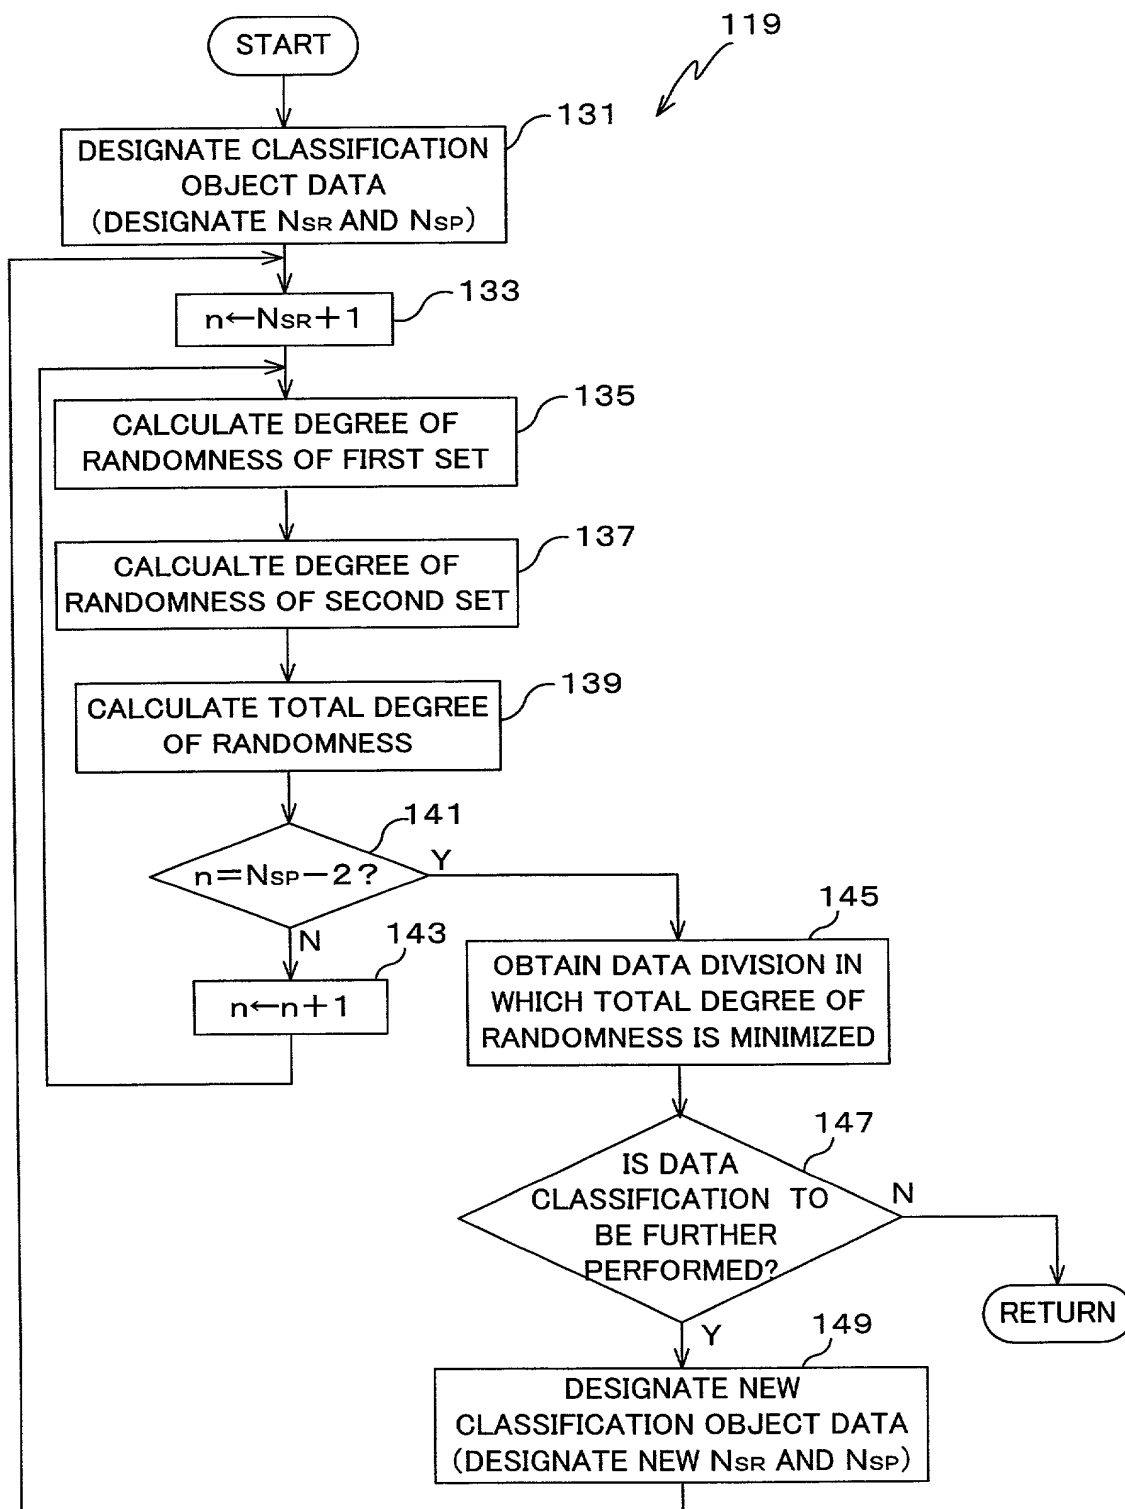 START
119
131
DESIGNATE CLASSIFICATION
OBJECT DATA
(DESIGNATE NSR AND NSP)
133
n←NSR+1
135
CALCULATE DEGREE OF
RANDOMNESS OF FIRST SET
137
CALCUALTE DEGREE OF
RANDOMNESS OF SECOND SET
139
CALCULATE TOTAL DEGREE
OF RANDOMNESS
141
n=NSP-2?
Y
N
143
n←n+1
145
OBTAIN DATA DIVISION IN
WHICH TOTAL DEGREE OF
RANDOMNESS IS MINIMIZED
147
IS DATA
CLASSIFICATION TO
BE FURTHER
PERFORMED?
N
RETURN
Y
149
DESIGNATE NEW
CLASSIFICATION OBJECT DATA
(DESIGNATE NEW NSR AND NSP)